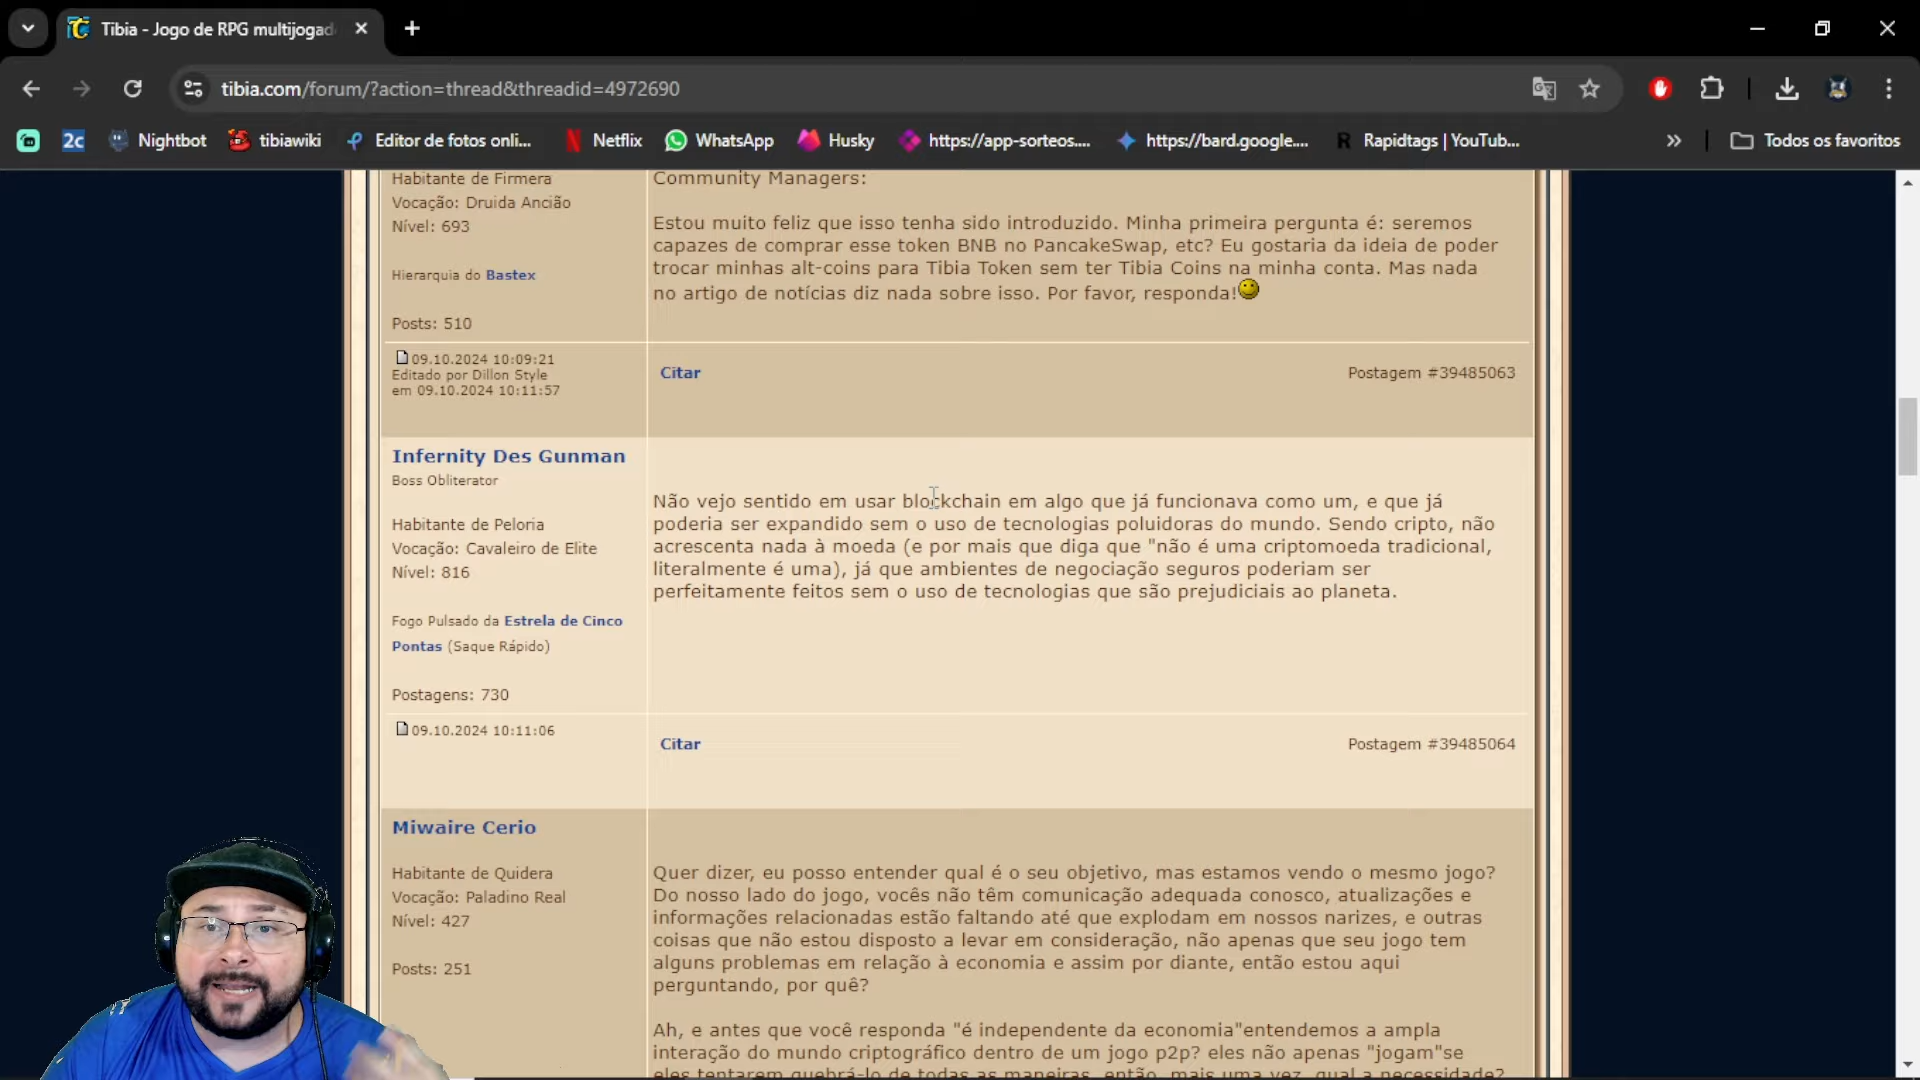 Tibia - Jogo de RPG multijogad
tibia.com/forum/?action=thread&threadid=4972690
2c
Nightbot
tibiawiki
Editor de fotos onli...
Netflix
WhatsApp
Husky
https://app-sorteos....
https://bard.google....
R Rapidtags | YouTub...
Todos os favoritos
Habitante de Firmera
Vocação: Druida Ancião
Nível: 693
Hierarquia do Bastex
Posts: 510
Community Managers:
Estou muito feliz que isso tenha sido introduzido. Minha primeira pergunta é: seremos
capazes de comprar esse token BNB no PancakeSwap, etc? Eu gostaria da ideia de poder
trocar minhas alt-coins para Tibia Token sem ter Tibia Coins na minha conta. Mas nada
no artigo de notícias diz nada sobre isso. Por favor, responda!
09.10.2024 10:09:21
Editado por Dillon Style
em 09.10.2024 10:11:57
Citar
Postagem #39485063
Infernity Des Gunman
Boss Obliterator
Habitante de Peloria
Vocação: Cavaleiro de Elite
Nível: 816
Fogo Pulsado da Estrela de Cinco
Pontas (Saque Rápido)
Postagens: 730
Não vejo sentido em usar blockchain em algo que já funcionava como um, e que já
poderia ser expandido sem o uso de tecnologias poluidoras do mundo. Sendo cripto, não
acrescenta nada à moeda (e por mais que diga que "não é uma criptomoeda tradicional,
literalmente é uma), já que ambientes de negociação seguros poderiam ser
perfeitamente feitos sem o uso de tecnologias que são prejudiciais ao planeta.
09.10.2024 10:11:06
Citar
Postagem #39485064
Miwaire Cerio
Habitante de Quidera
Vocação: Paladino Real
Nível: 427
Posts: 251
Quer dizer, eu posso entender qual é o seu objetivo, mas estamos vendo o mesmo jogo?
Do nosso lado do jogo, vocês não têm comunicação adequada conosco, atualizações e
informações relacionadas estão faltando até que explodam em nossos narizes, e outras
coisas que não estou disposto a levar em consideração, não apenas que seu jogo tem
alguns problemas em relação à economia e assim por diante, então estou aqui
perguntando, por quê?
Ah, e antes que você responda "é independente da economia"entendemos a ampla
interação do mundo criptográfico dentro de um jogo p2p? eles não apenas "jogam"se
eles tentarem quebrá-lo de todas as maneiras, então, mais uma vez, qual a necessidade?